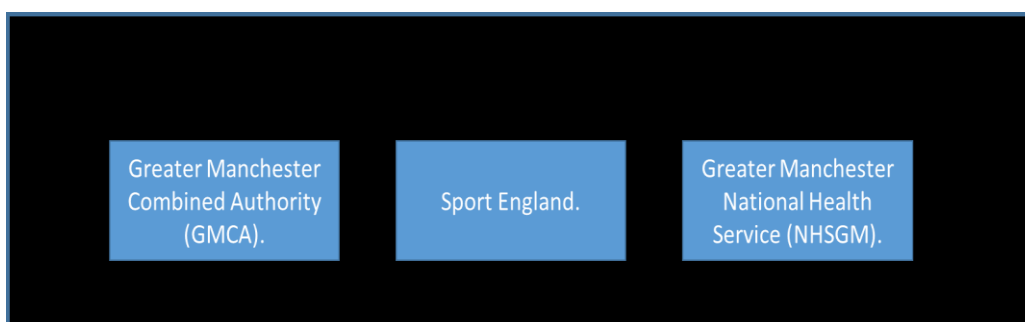 Greater Manchester
Combined Authority
(GMCA).
Sport England.
Greater Manchester
National Health
Service (NHSGM).